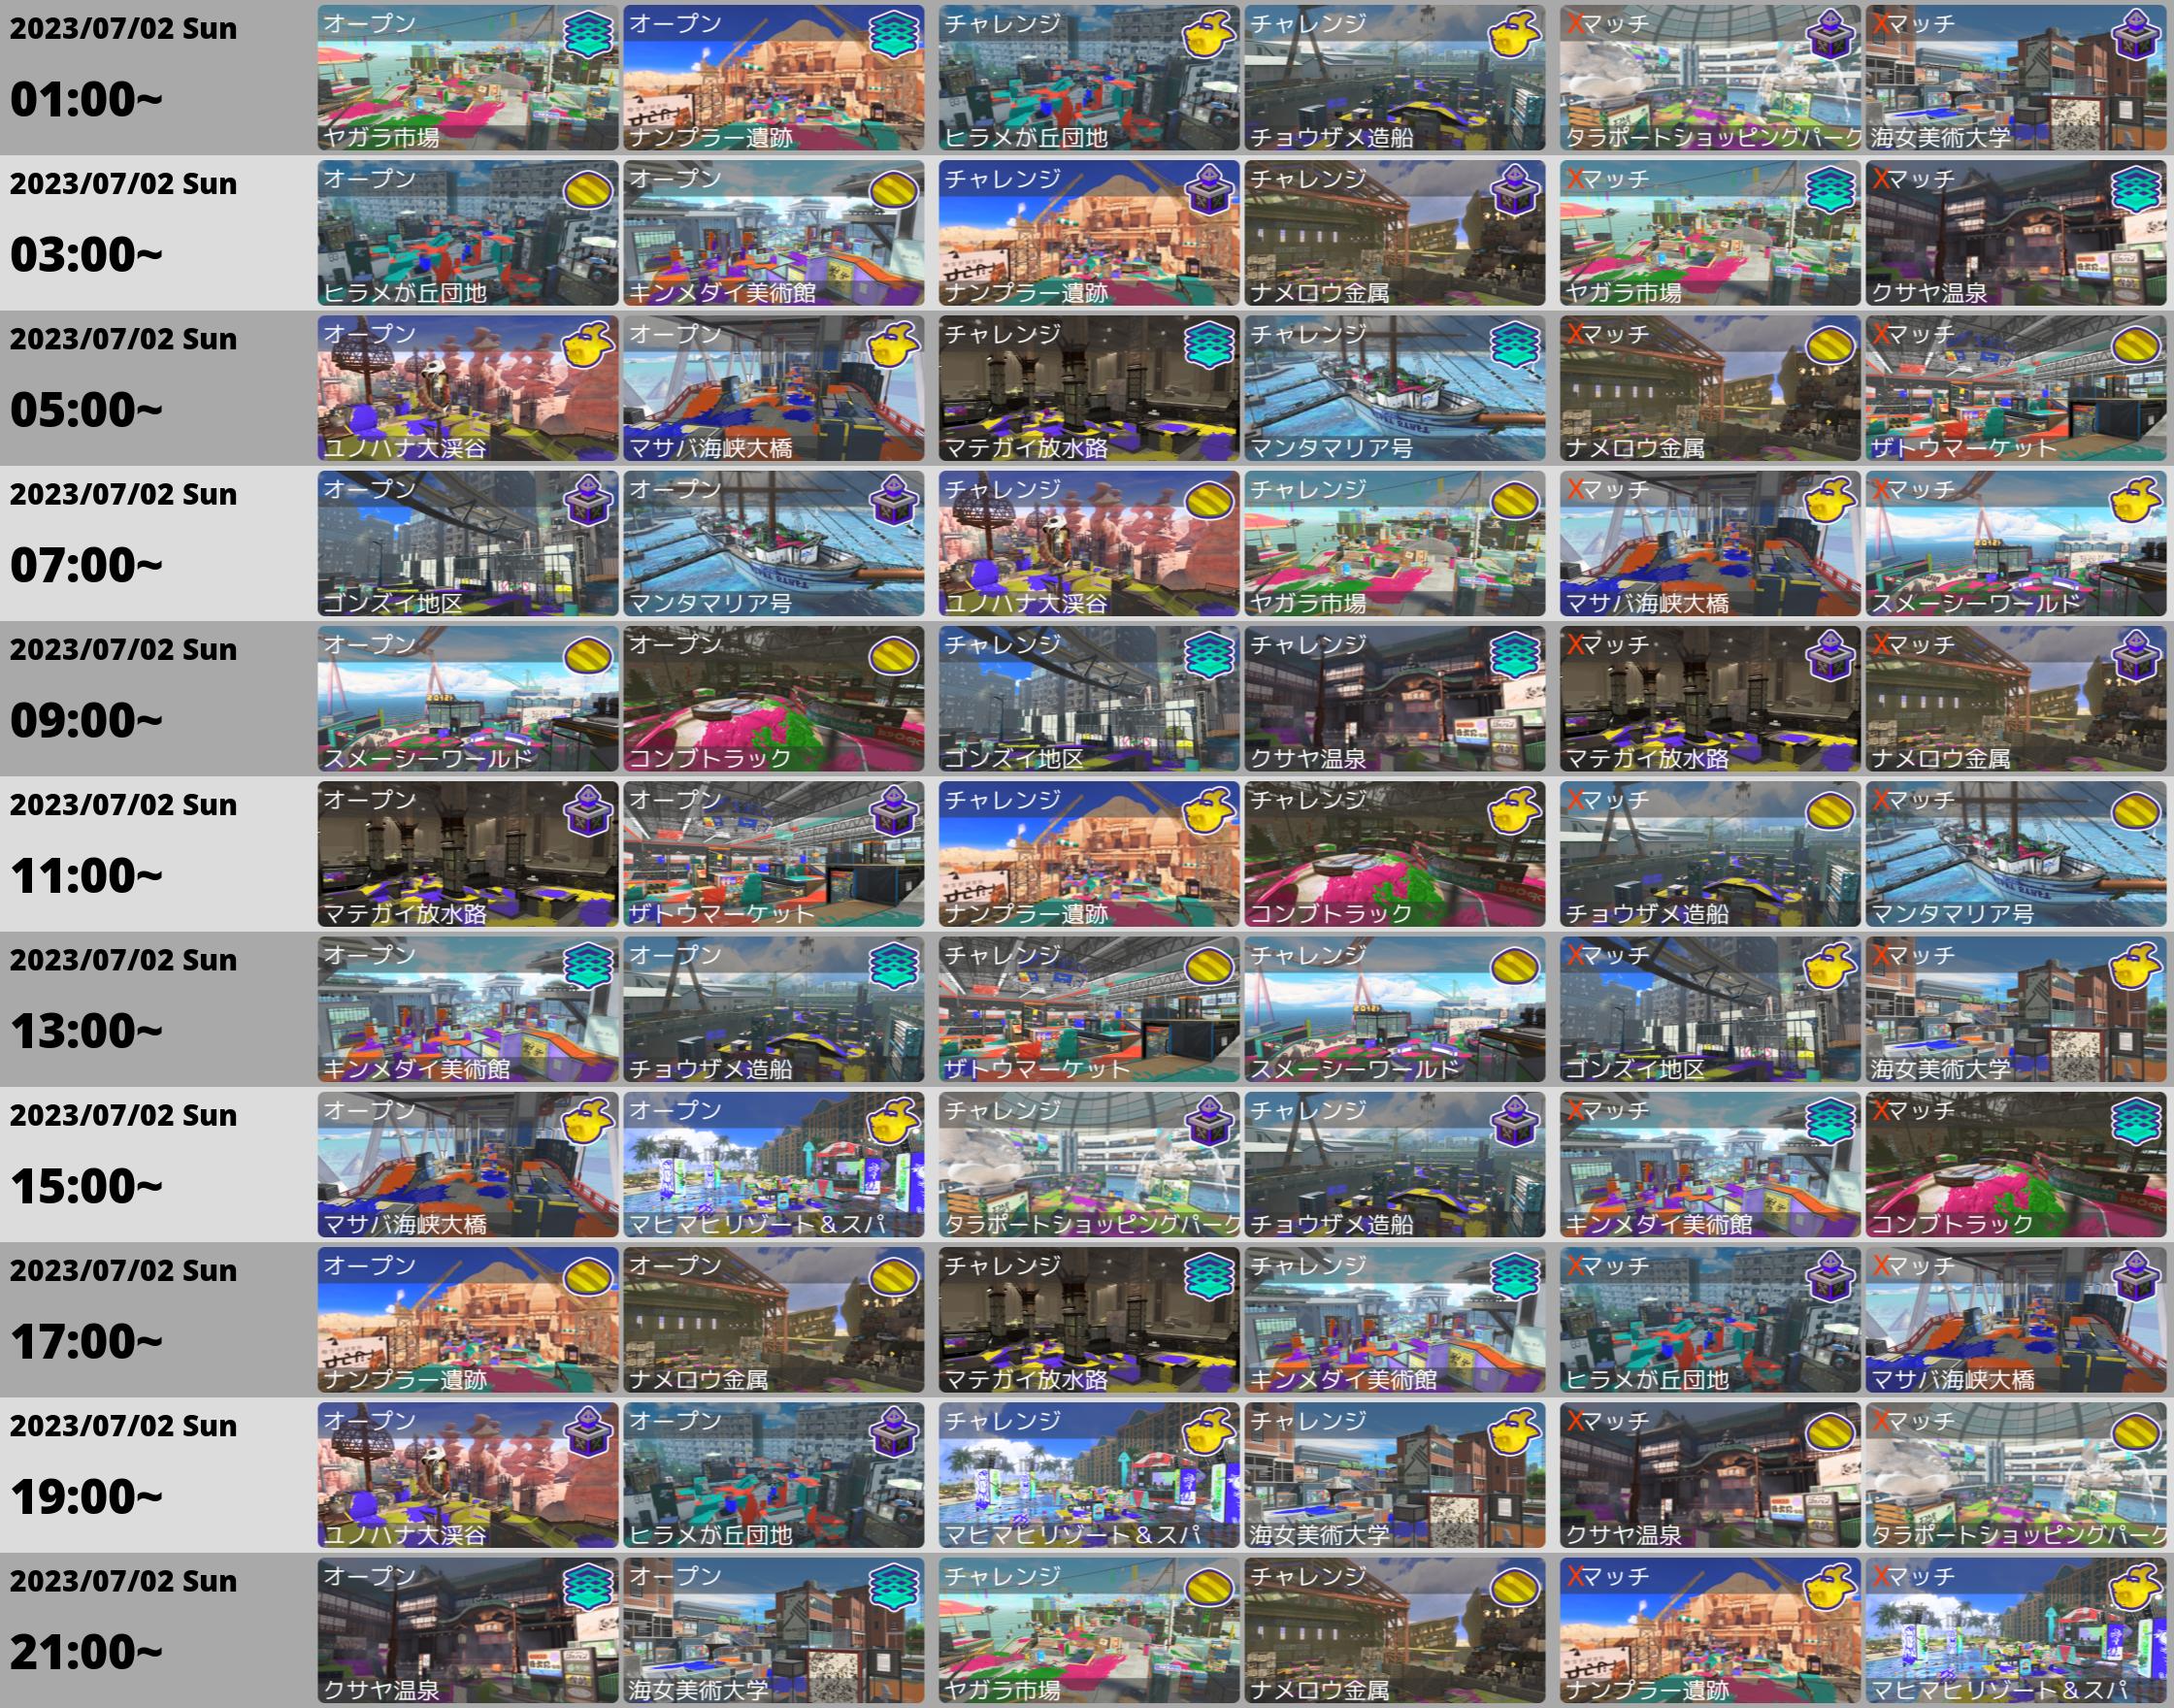 2023/07/02 Sun
01:00~
オープン オープン チャレンジ チャレンジ Xマッチ Xマッチ
ヤガラ市場 ナンプラー遺跡 ヒラメが丘団地 チョウザメ造船 タラポートショッピングパーク 海女美術大学
2023/07/02 Sun
03:00~
オープン オープン チャレンジ チャレンジ Xマッチ Xマッチ
ヒラメが丘団地 キンメダイ美術館 ナンプラー遺跡 ナメロウ金属 ヤガラ市場 クサヤ温泉
2023/07/02 Sun
05:00~
オープン オープン チャレンジ チャレンジ Xマッチ Xマッチ
ユノハナ大渓谷 マサバ海峡大橋 マテガイ放水路 マンタマリア号 ナメロウ金属 ザトウマーケット
2023/07/02 Sun
07:00~
オープン オープン チャレンジ チャレンジ Xマッチ Xマッチ
ゴンズイ地区 マンタマリア号 ユノハナ大渓谷 ヤガラ市場 マサバ海峡大橋 スメーシーワールド
2023/07/02 Sun
09:00~
オープン オープン チャレンジ チャレンジ Xマッチ Xマッチ
スメーシーワールド コンブトラック ゴンズイ地区 クサヤ温泉 マテガイ放水路 ナメロウ金属
2023/07/02 Sun
11:00~
オープン オープン チャレンジ チャレンジ Xマッチ Xマッチ
マテガイ放水路 ザトウマーケット ナンプラー遺跡 コンブトラック チョウザメ造船 マンタマリア号
2023/07/02 Sun
13:00~
オープン オープン チャレンジ チャレンジ Xマッチ Xマッチ
キンメダイ美術館 チョウザメ造船 ザトウマーケット スメーシーワールド ゴンズイ地区 海女美術大学
2023/07/02 Sun
15:00~
オープン オープン チャレンジ チャレンジ Xマッチ Xマッチ
マサバ海峡大橋 マヒマヒリゾート＆スパ タラポートショッピングパーク チョウザメ造船 キンメダイ美術館 コンブトラック
2023/07/02 Sun
17:00~
オープン オープン チャレンジ チャレンジ Xマッチ Xマッチ
ナンプラー遺跡 ナメロウ金属 マテガイ放水路 キンメダイ美術館 ヒラメが丘団地 マサバ海峡大橋
2023/07/02 Sun
19:00~
オープン オープン チャレンジ チャレンジ Xマッチ Xマッチ
ユノハナ大渓谷 ヒラメが丘団地 マヒマヒリゾート＆スパ 海女美術大学 クサヤ温泉 タラポートショッピングパーク
2023/07/02 Sun
21:00~
オープン オープン チャレンジ チャレンジ Xマッチ Xマッチ
クサヤ温泉 海女美術大学 ヤガラ市場 ナメロウ金属 ナンプラー遺跡 マヒマヒリゾート＆スパ